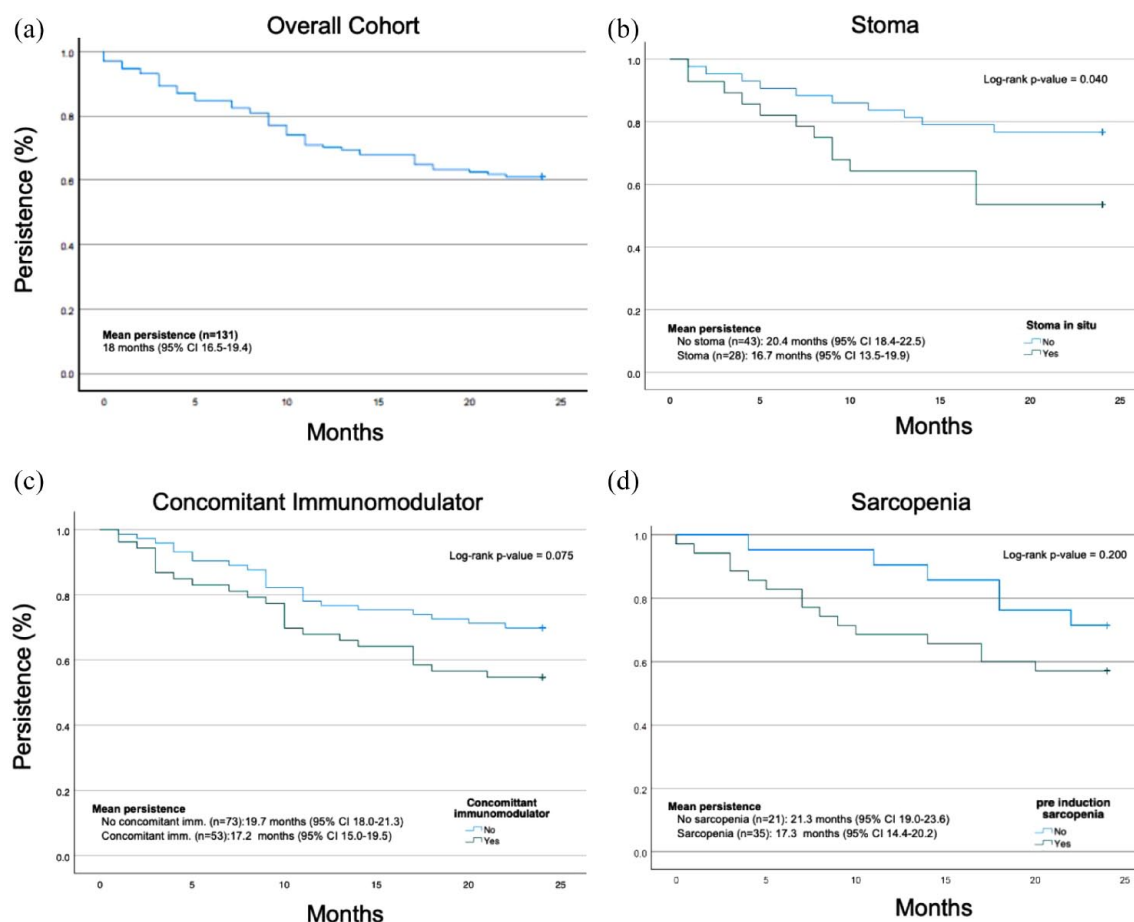 (a)
Overall Cohort
Persistence (%)
1.0
0.8
0.6
0.4
0.2
0.0
Mean persistence (n=131)
18 months (95% CI 16.5-19.4)
0 5 10 15 20 25
Months
(b)
Stoma
Log-rank p-value = 0.040
1.0
0.8
0.6
0.4
0.2
0.0
Mean persistence
No stoma (n=43): 20.4 months (95% CI 18.4-22.5)
Stoma (n=28): 16.7 months (95% CI 13.5-19.9)
Stoma in situ
No
Yes
0 5 10 15 20 25
Months
(c)
Concomitant Immunomodulator
Persistence (%)
Log-rank p-value = 0.075
1.0
0.8
0.6
0.4
0.2
0.0
Mean persistence
No concomitant imm. (n=73):19.7 months (95% CI 18.0-21.3)
Concomitant imm. (n=53):17.2 months (95% CI 15.0-19.5)
Concomittant
immunomodulator
No
Yes
0 5 10 15 20 25
Months
(d)
Sarcopenia
Log-rank p-value = 0.200
1.0
0.8
0.6
0.4
0.2
0.0
Mean persistence
No sarcopenia (n=21): 21.3 months (95% CI 19.0-23.6)
Sarcopenia (n=35): 17.3 months (95% CI 14.4-20.2)
pre induction
sarcopenia
No
Yes
0 5 10 15 20 25
Months